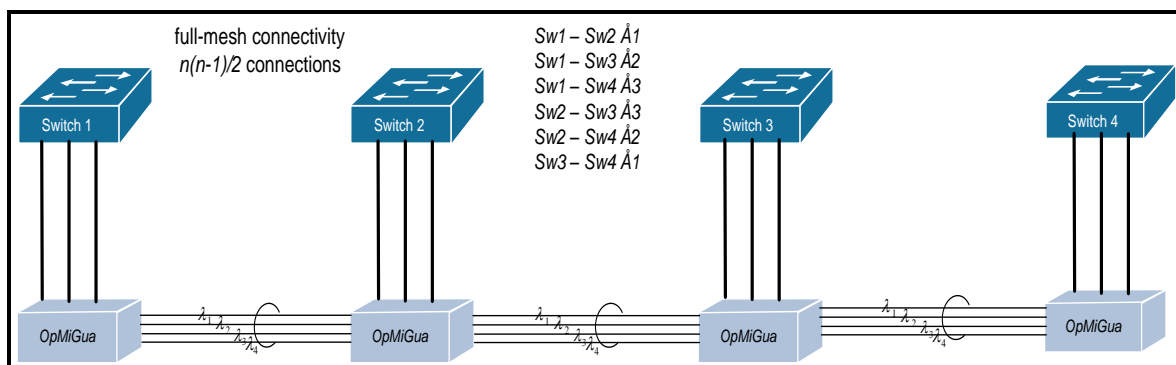 full-mesh connectivity
n(n-1)/2 connections
Sw1 – Sw2 Å1
Sw1 – Sw3 Å2
Sw1 – Sw4 Å3
Sw2 – Sw3 Å3
Sw2 – Sw4 Å2
Sw3 – Sw4 Å1
Switch 1
Switch 2
Switch 3
Switch 4
λ1 λ2 λ3 λ4
λ1 λ2 λ3 λ4
λ1 λ2 λ3 λ4
OpMiGua
OpMiGua
OpMiGua
OpMiGua